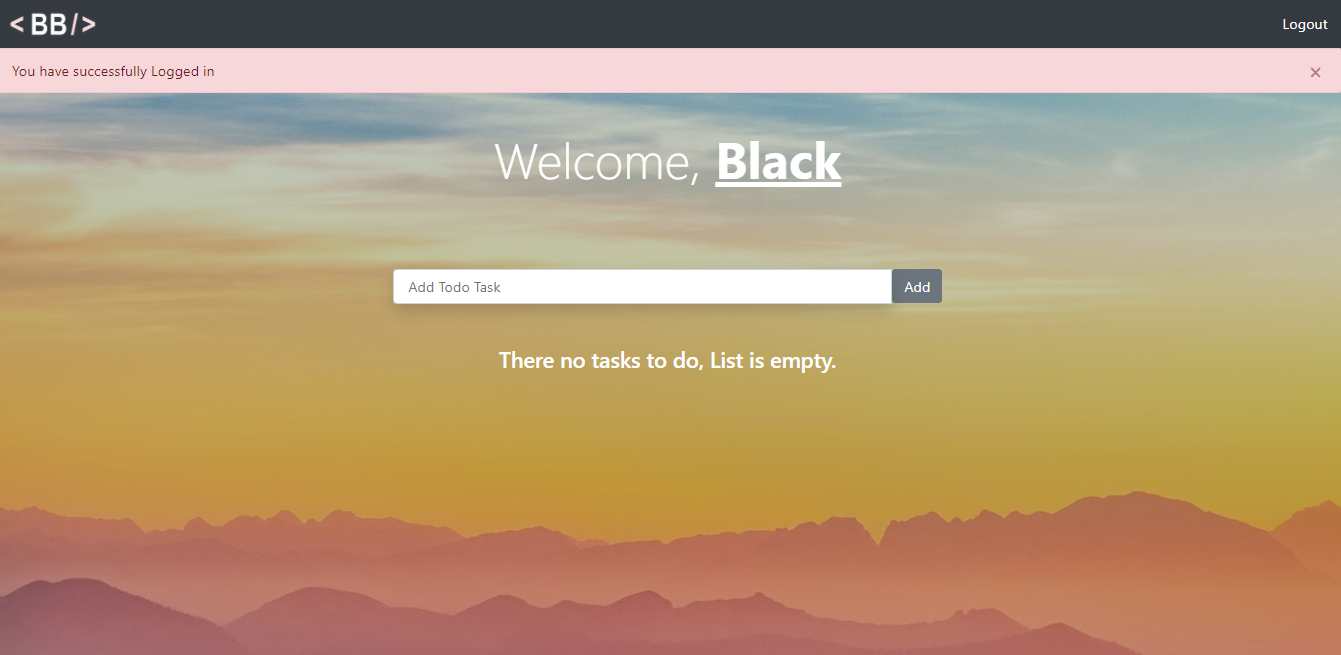 <BB/>
Logout
You have successfully Logged in
×
Welcome, Black
Add Todo Task
Add
There no tasks to do, List is empty.